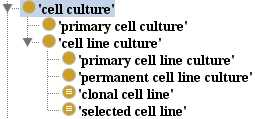 'cell culture'
'primary cell culture'
'cell line culture'
'primary cell line culture'
'permanent cell line culture'
'clonal cell line'
'selected cell line'